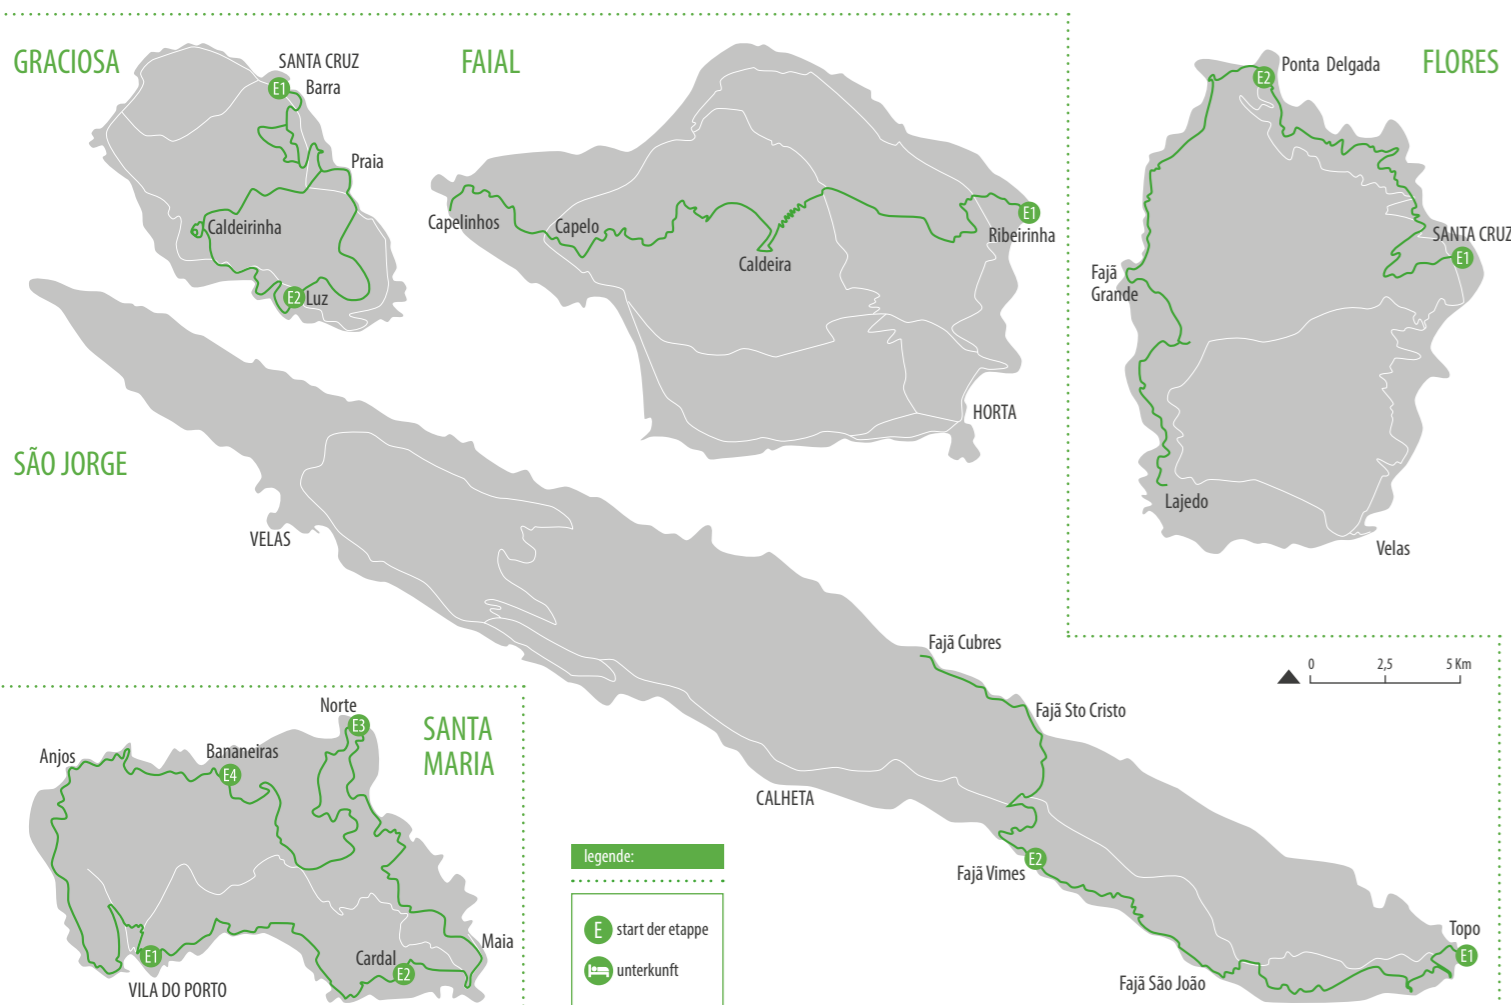 GRACIOSA
SANTA CRUZ
E1
Barra
Praia
Caldeirinha
E2
Luz
FAIAL
Capelinhos
Capelo
Caldeira
E1
Ribeirinha
HORTA
FLORES
E2
Ponta Delgada
SANTA CRUZ
E1
Fajã
Grande
Lajedo
Velas
SÃO JORGE
VELAS
CALHETA
Fajã Cubres
Fajã Sto Cristo
E2
Fajã Vimes
Fajã São João
Topo
E1
0 2,5 5 Km
SANTA
MARIA
Norte
E3
Anjos
Bananeiras
E4
Maia
Cardal
E2
E1
VILA DO PORTO
legende:
E start der etappe
unterkunft